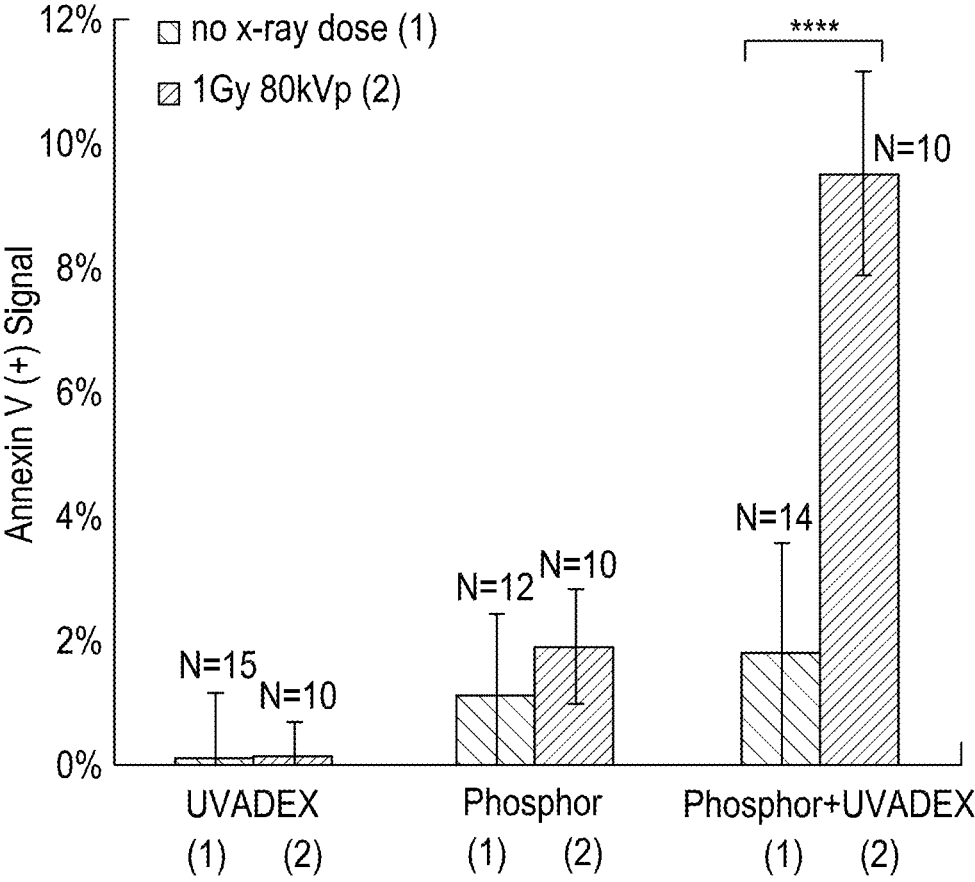 12%
10%
8%
6%
4%
2%
0%
Annexin V (+) Signal
no x-ray dose (1)
1Gy 80kVp (2)
****
N=15
N=10
N=12
N=10
N=14
N=10
UVADEX
Phosphor
Phosphor+UVADEX
(1) (2) (1) (2) (1) (2)